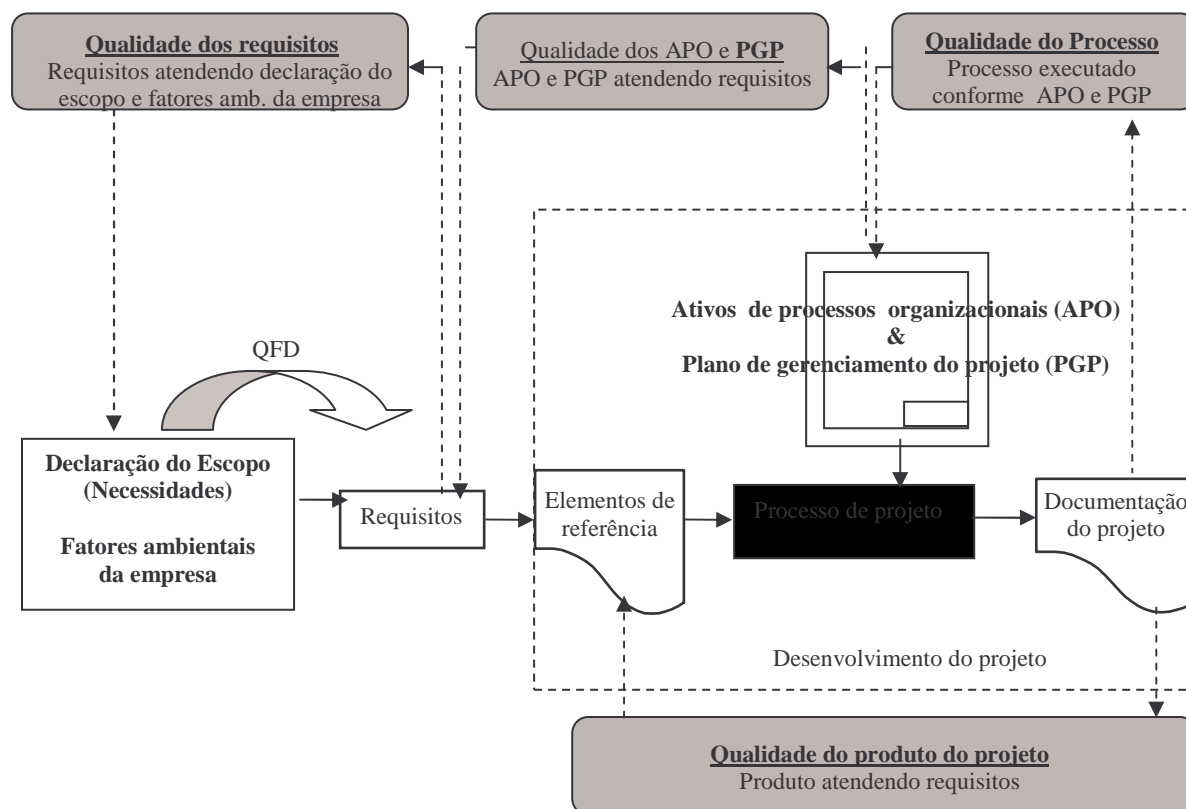 Qualidade dos requisitos
Requisitos atendendo declaração do
escopo e fatores amb. da empresa
Qualidade dos APO e PGP
APO e PGP atendendo requisitos
Qualidade do Processo
Processo executado
conforme APO e PGP
Ativos de processos organizacionais (APO)
&
Plano de gerenciamento do projeto (PGP)
QFD
Declaração do Escopo
(Necessidades)
Fatores ambientais
da empresa
Requisitos
Elementos de
referência
Processo de projeto
Documentação
do projeto
Desenvolvimento do projeto
Qualidade do produto do projeto
Produto atendendo requisitos